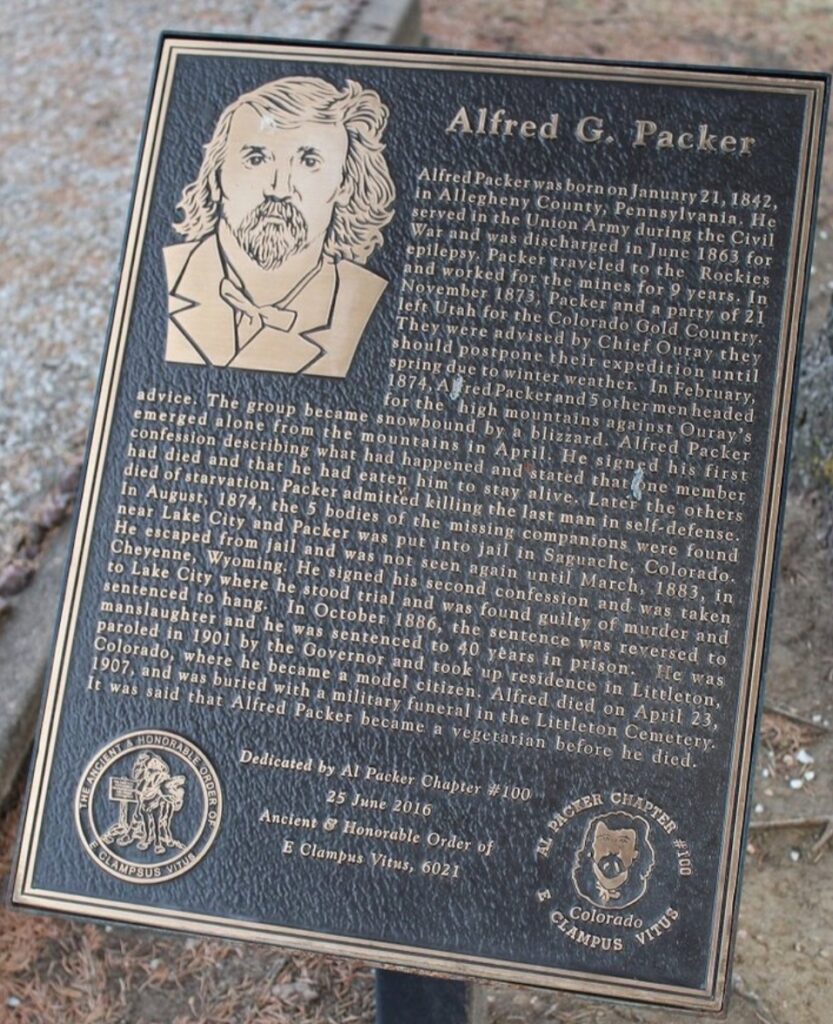 Alfred G. Packer
Alfred Packer was born on January 21, 1842,
in Allegheny County, Pennsylvania. He
served in the Union Army during the Civil
War and was discharged in June 1863 for
epilepsy. Packer traveled to the Rockies
and worked for the mines for 9 years. In
November 1873, Packer and a party of 21
left Utah for the Colorado Gold Country.
They were advised by Chief Ouray they
should postpone their expedition until
spring due to winter weather. In February,
1874, Alfred Packer and 5 other men headed
for the high mountains against Ouray's
advice. The group became snowbound by a blizzard. Alfred Packer
emerged alone from the mountains in April. He signed his first
confession describing what had happened and stated that one member
had died and that he had eaten him to stay alive. Later the others
died of starvation. Packer admitted killing the last man in self-defense.
In August, 1874, the 5 bodies of the missing companions were found
near Lake City and Packer was put into jail in Saguache, Colorado.
He escaped from jail and was not seen again until March, 1883, in
Cheyenne, Wyoming. He signed his second confession and was taken
to Lake City where he stood trial and was found guilty of murder and
sentenced to hang. In October 1886, the sentence was reversed to
manslaughter and he was sentenced to 40 years in prison. He was
paroled in 1901 by the Governor and took up residence in Littleton,
Colorado, where he became a model citizen. Alfred died on April 23,
1907, and was buried with a military funeral in the Littleton Cemetery.
It was said that Alfred Packer became a vegetarian before he died.
Dedicated by Al Packer Chapter #100
25 June 2016
Ancient & Honorable Order of
E Clampus Vitus, 6021
THE ANCIENT & HONORABLE ORDER OF
E CLAMPSUS VITUS
AL PACKER CHAPTER #100
Colorado
E CLAMPUS VITUS